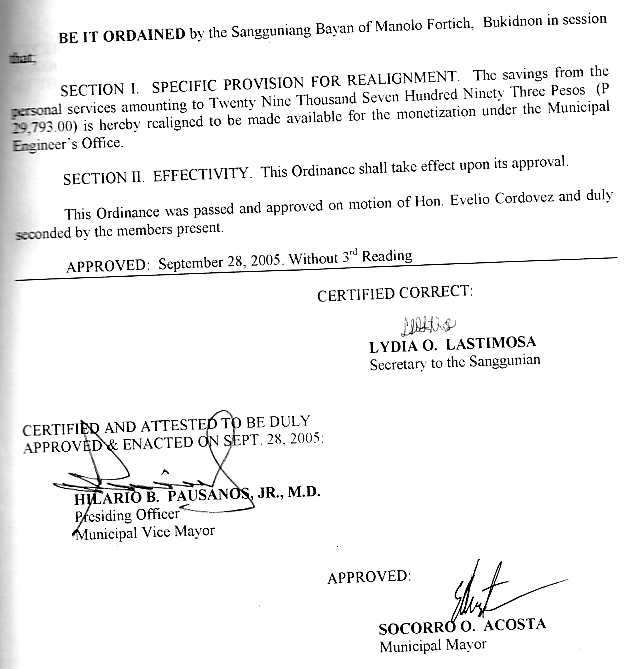 BE IT ORDAINED by the Sangguniang Bayan of Manolo Fortich, Bukidnon in session
that;
SECTION I. SPECIFIC PROVISION FOR REALIGNMENT. The savings from the
personal services amounting to Twenty Nine Thousand Seven Hundred Ninety Three Pesos (P
29,793.00) is hereby realigned to be made available for the monetization under the Municipal
Engineer's Office.
SECTION II. EFFECTIVITY. This Ordinance shall take effect upon its approval.
This Ordinance was passed and approved on motion of Hon. Evelio Cordovez and duly
seconded by the members present.
APPROVED: September 28, 2005. Without 3rd Reading
CERTIFIED CORRECT:
LYDIA O. LASTIMOSA
Secretary to the Sanggunian
CERTIFIED AND ATTESTED TO BE DULY
APPROVED & ENACTED ON SEPT. 28, 2005:
HILARIO B. PAUSANOS, JR., M.D.
Presiding Officer
Municipal Vice Mayor
APPROVED:
SOCORRO O. ACOSTA
Municipal Mayor